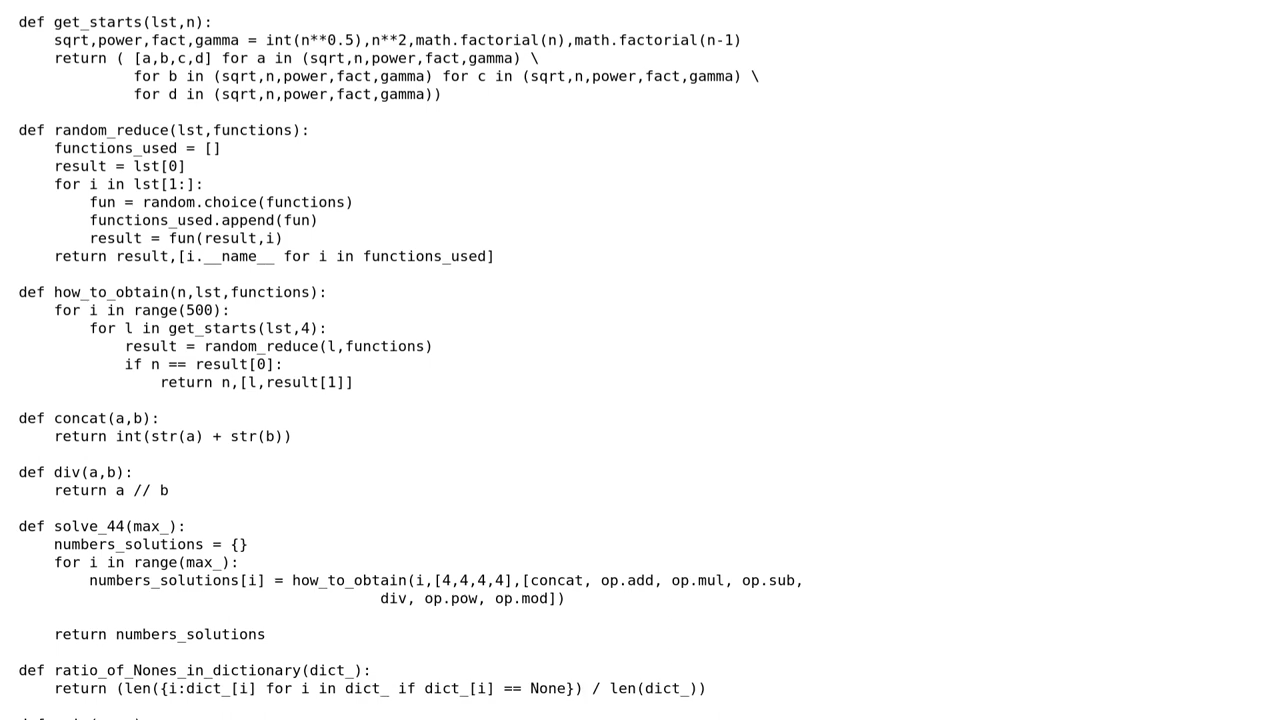 def get_starts(lst,n):
    sqrt,power,fact,gamma = int(n**0.5),n**2,math.factorial(n),math.factorial(n-1)
    return ( [a,b,c,d] for a in (sqrt,n,power,fact,gamma) \
             for b in (sqrt,n,power,fact,gamma) for c in (sqrt,n,power,fact,gamma) \
             for d in (sqrt,n,power,fact,gamma))

def random_reduce(lst,functions):
    functions_used = []
    result = lst[0]
    for i in lst[1:]:
        fun = random.choice(functions)
        functions_used.append(fun)
        result = fun(result,i)
    return result,[i.__name__ for i in functions_used]

def how_to_obtain(n,lst,functions):
    for i in range(500):
        for l in get_starts(lst,4):
            result = random_reduce(l,functions)
            if n == result[0]:
                return n,[l,result[1]]

def concat(a,b):
    return int(str(a) + str(b))

def div(a,b):
    return a // b

def solve_44(max_):
    numbers_solutions = {}
    for i in range(max_):
        numbers_solutions[i] = how_to_obtain(i,[4,4,4,4],[concat, op.add, op.mul, op.sub,
                                         div, op.pow, op.mod])

    return numbers_solutions

def ratio_of_Nones_in_dictionary(dict_):
    return (len({i:dict_[i] for i in dict_ if dict_[i] == None}) / len(dict_))